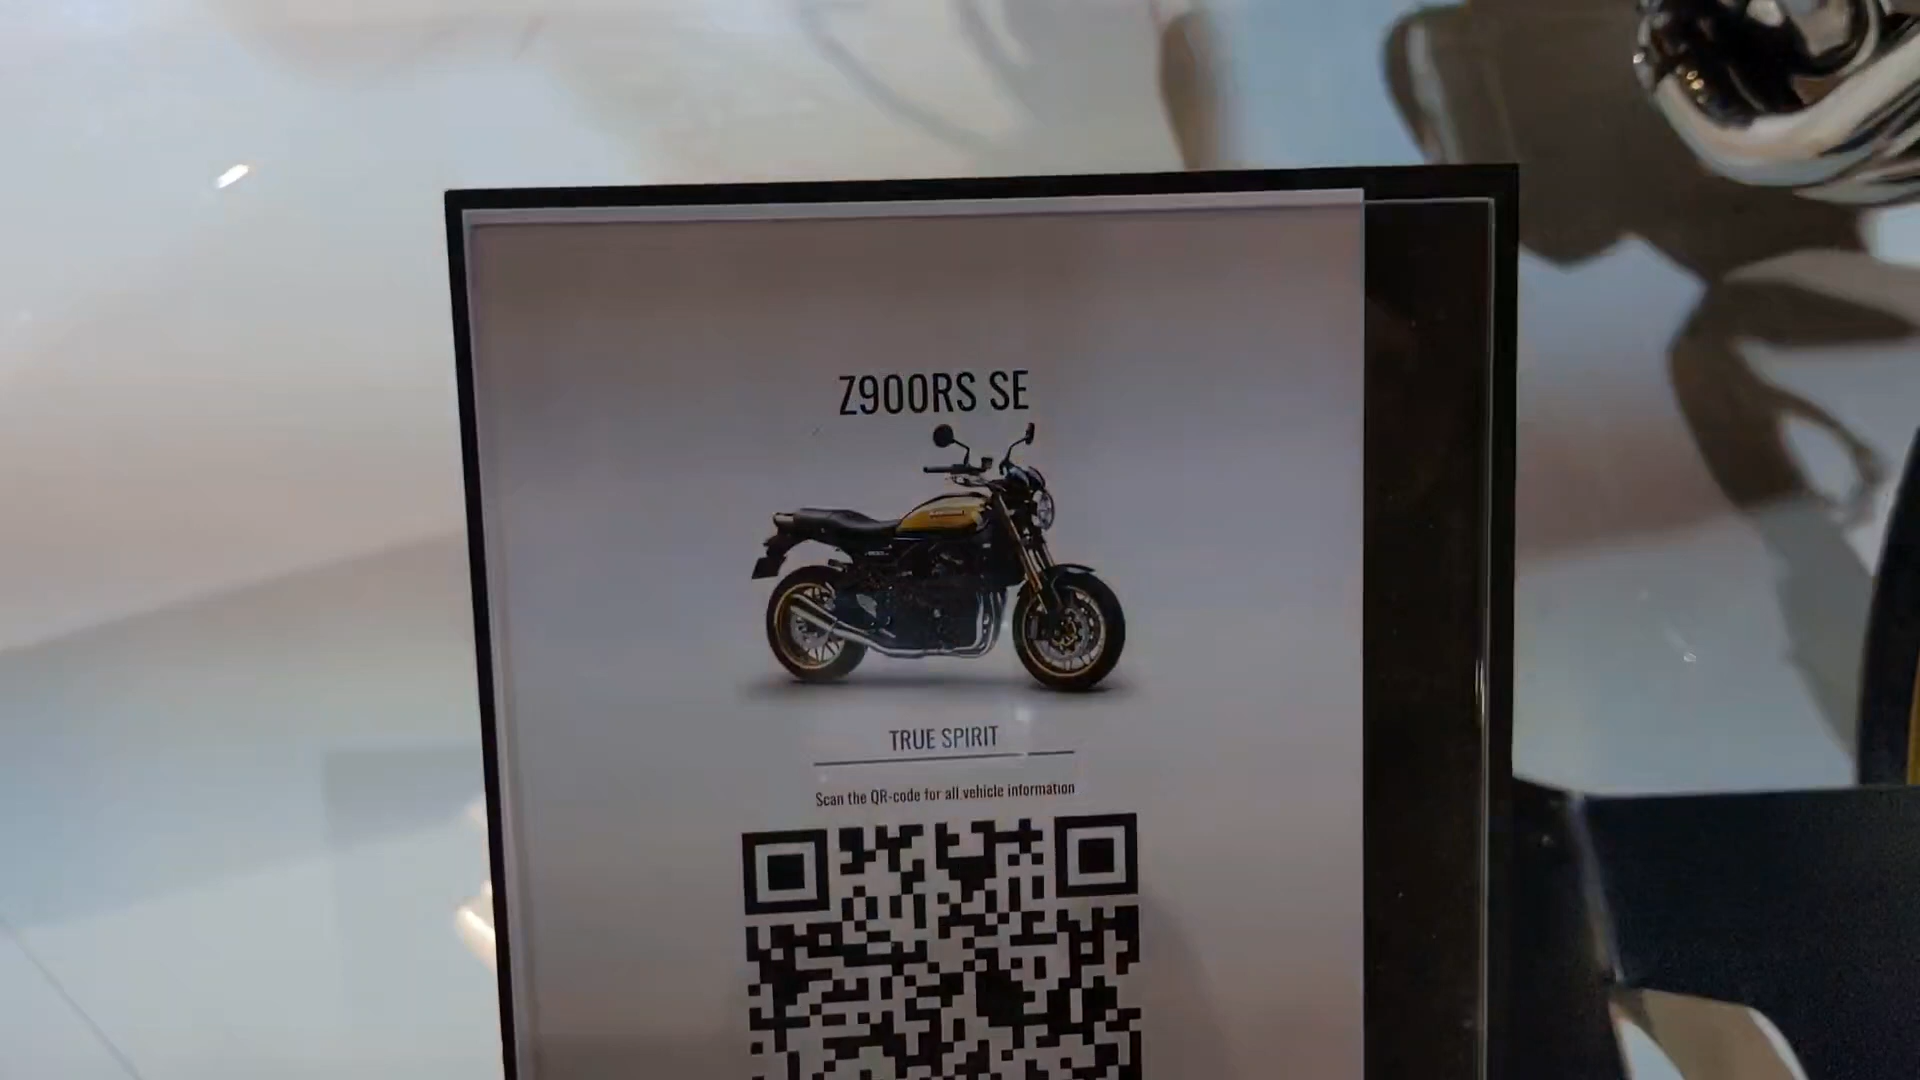 Z900RS SE
TRUE SPIRIT
Scan the QR-code for all vehicle information